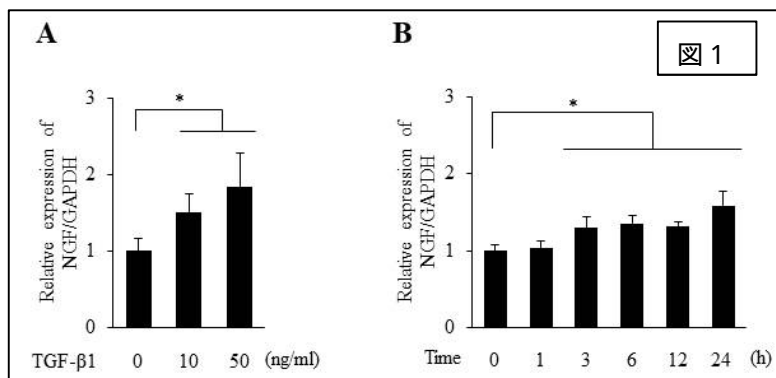 A
B
図 1
*
*
3
2
1
0
Relative expression of
NGF/GAPDH
TGF-β1 0 10 50 (ng/ml)
3
2
1
0
Relative expression of
NGF/GAPDH
Time 0 1 3 6 12 24 (h)